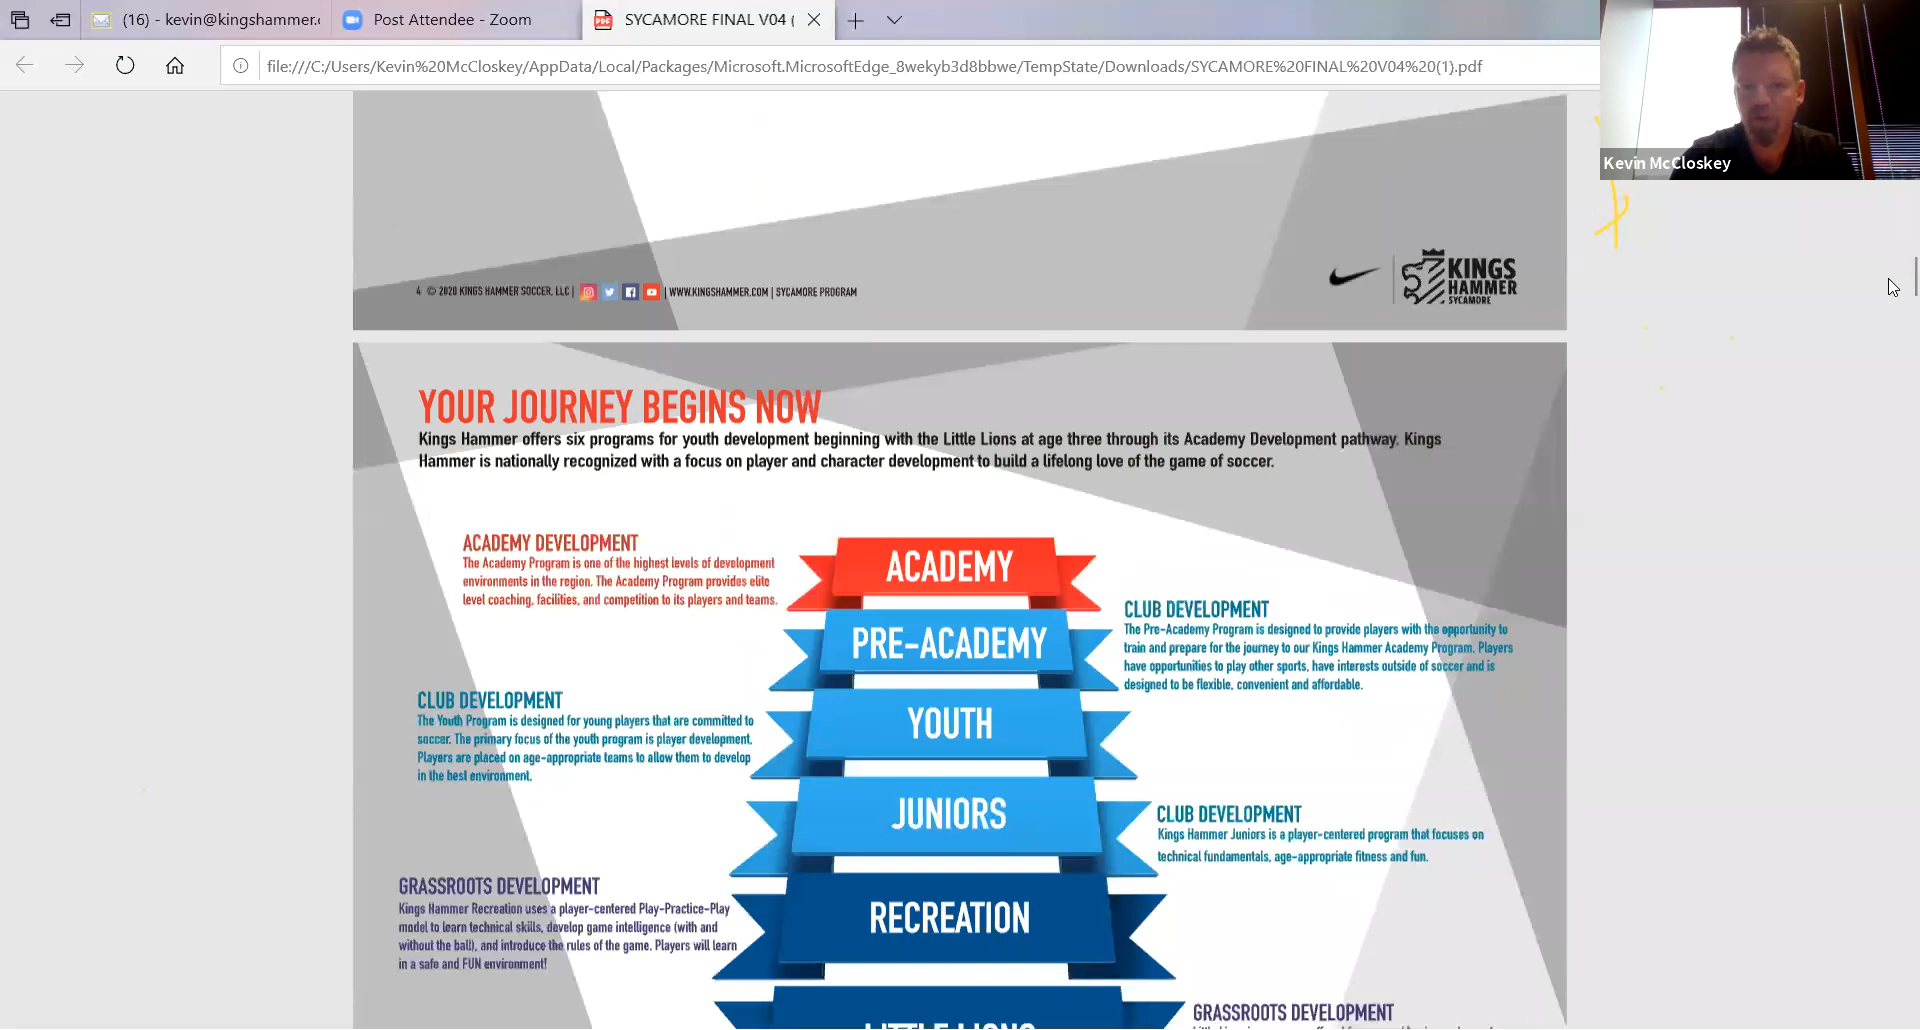 (16) - kevin@kingshammer.c
Post Attendee - Zoom
SYCAMORE FINAL V04 (
file:///C:/Users/Kevin%20McCloskey/AppData/Local/Packages/Microsoft.MicrosoftEdge_8wekyb3d8bbwe/TempState/Downloads/SYCAMORE%20FINAL%20V04%20(1).pdf
Kevin McCloskey
4 © 2020 KINGS HAMMER SOCCER, LLC | | WWW.KINGSHAMMER.COM | SYCAMORE PROGRAM
KINGS
HAMMER
SYCAMORE
YOUR JOURNEY BEGINS NOW
Kings Hammer offers six programs for youth development beginning with the Little Lions at age three through its Academy Development pathway. Kings
Hammer is nationally recognized with a focus on player and character development to build a lifelong love of the game of soccer.
ACADEMY DEVELOPMENT
The Academy Program is one of the highest levels of development
environments in the region. The Academy Program provides elite
level coaching, facilities, and competition to its players and teams.
ACADEMY
PRE-ACADEMY
CLUB DEVELOPMENT
The Pre-Academy Program is designed to provide players with the opportunity to
train and prepare for the journey to our Kings Hammer Academy Program. Players
have opportunities to play other sports, have interests outside of soccer and is
designed to be flexible, convenient and affordable.
CLUB DEVELOPMENT
The Youth Program is designed for young players that are committed to
soccer. The primary focus of the youth program is player development.
Players are placed on age-appropriate teams to allow them to develop
in the best environment.
YOUTH
JUNIORS
CLUB DEVELOPMENT
Kings Hammer Juniors is a player-centered program that focuses on
technical fundamentals, age-appropriate fitness and fun.
GRASSROOTS DEVELOPMENT
Kings Hammer Recreation uses a player-centered Play-Practice-Play
model to learn technical skills, develop game intelligence (with and
without the ball), and introduce the rules of the game. Players will learn
in a safe and FUN environment!
RECREATION
LITTLE LIONS
GRASSROOTS DEVELOPMENT